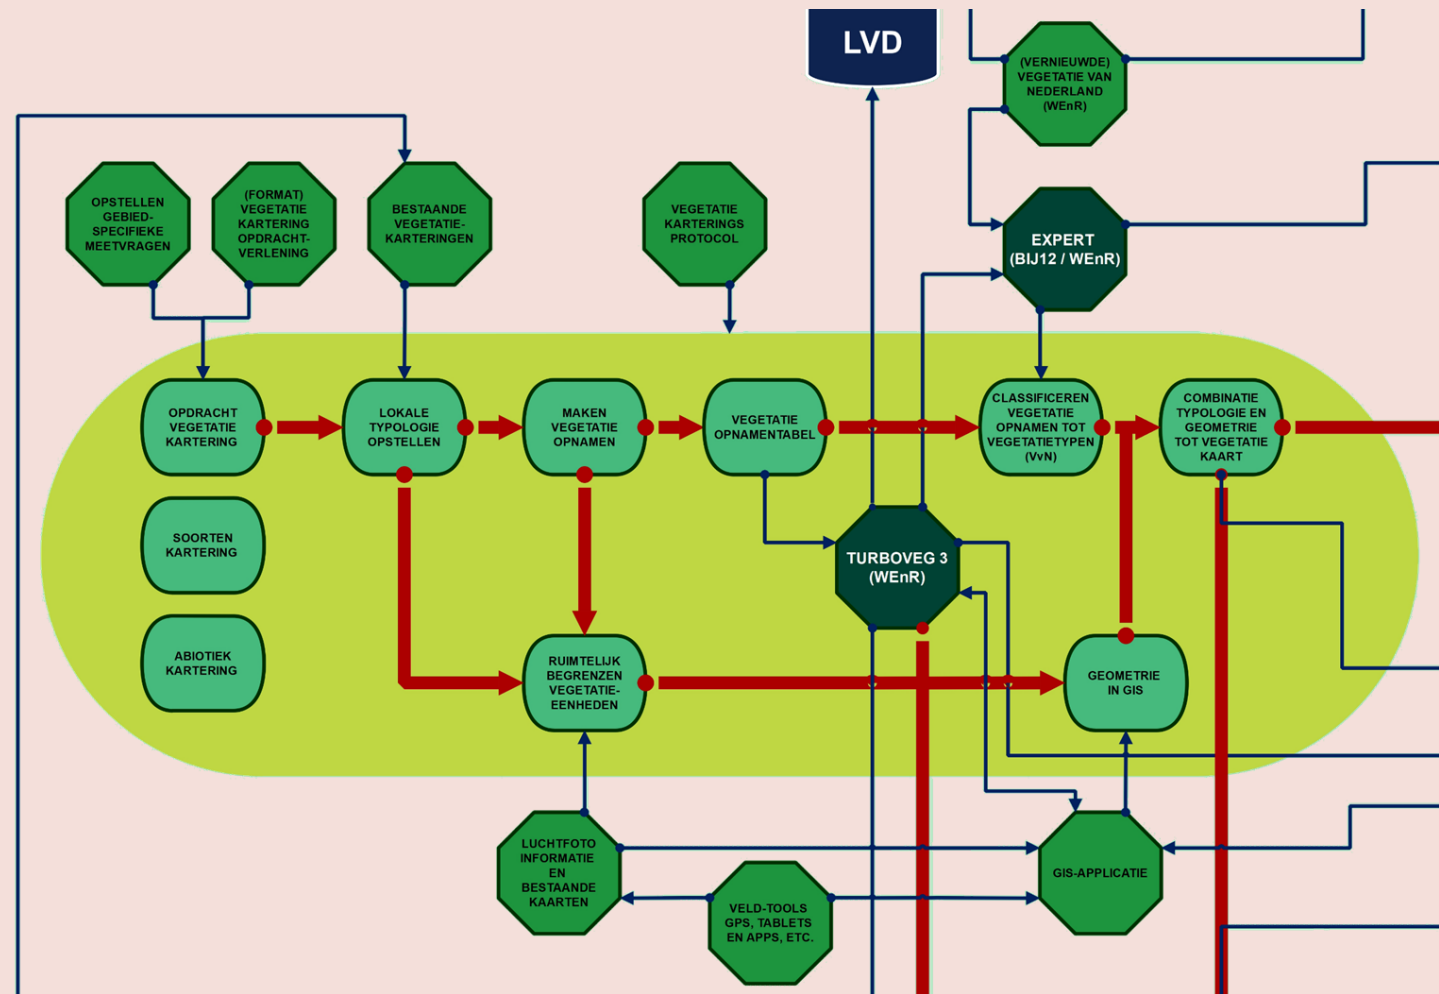 LVD
(VERNIEUWDE)
VEGETATIE VAN
NEDERLAND
(WEnR)
OPSTELLEN
GEBIED-
SPECIFIEKE
MEETVRAGEN
(FORMAT)
VEGETATIE
KARTERING
OPDRACHT-
VERLENING
BESTAANDE
VEGETATIE-
KARTERINGEN
VEGETATIE
KARTERINGS
PROTOCOL
EXPERT
(BIJ12 / WEnR)
OPDRACHT
VEGETATIE
KARTERING
LOKALE
TYPOLOGIE
OPSTELLEN
MAKEN
VEGETATIE
OPNAMEN
VEGETATIE
OPNAMENTABEL
CLASSIFICEREN
VEGETATIE
OPNAMEN TOT
VEGETATIETYPEN
(VvN)
COMBINATIE
TYPOLOGIE EN
GEOMETRIE
TOT VEGETATIE
KAART
SOORTEN
KARTERING
TURBOVEG 3
(WEnR)
ABIOTIEK
KARTERING
RUIMTELIJK
BEGRENZEN
VEGETATIE-
EENHEDEN
GEOMETRIE
IN GIS
LUCHTFOTO
INFORMATIE
EN
BESTAANDE
KAARTEN
VELD-TOOLS
GPS, TABLETS
EN APPS, ETC.
GIS-APPLICATIE